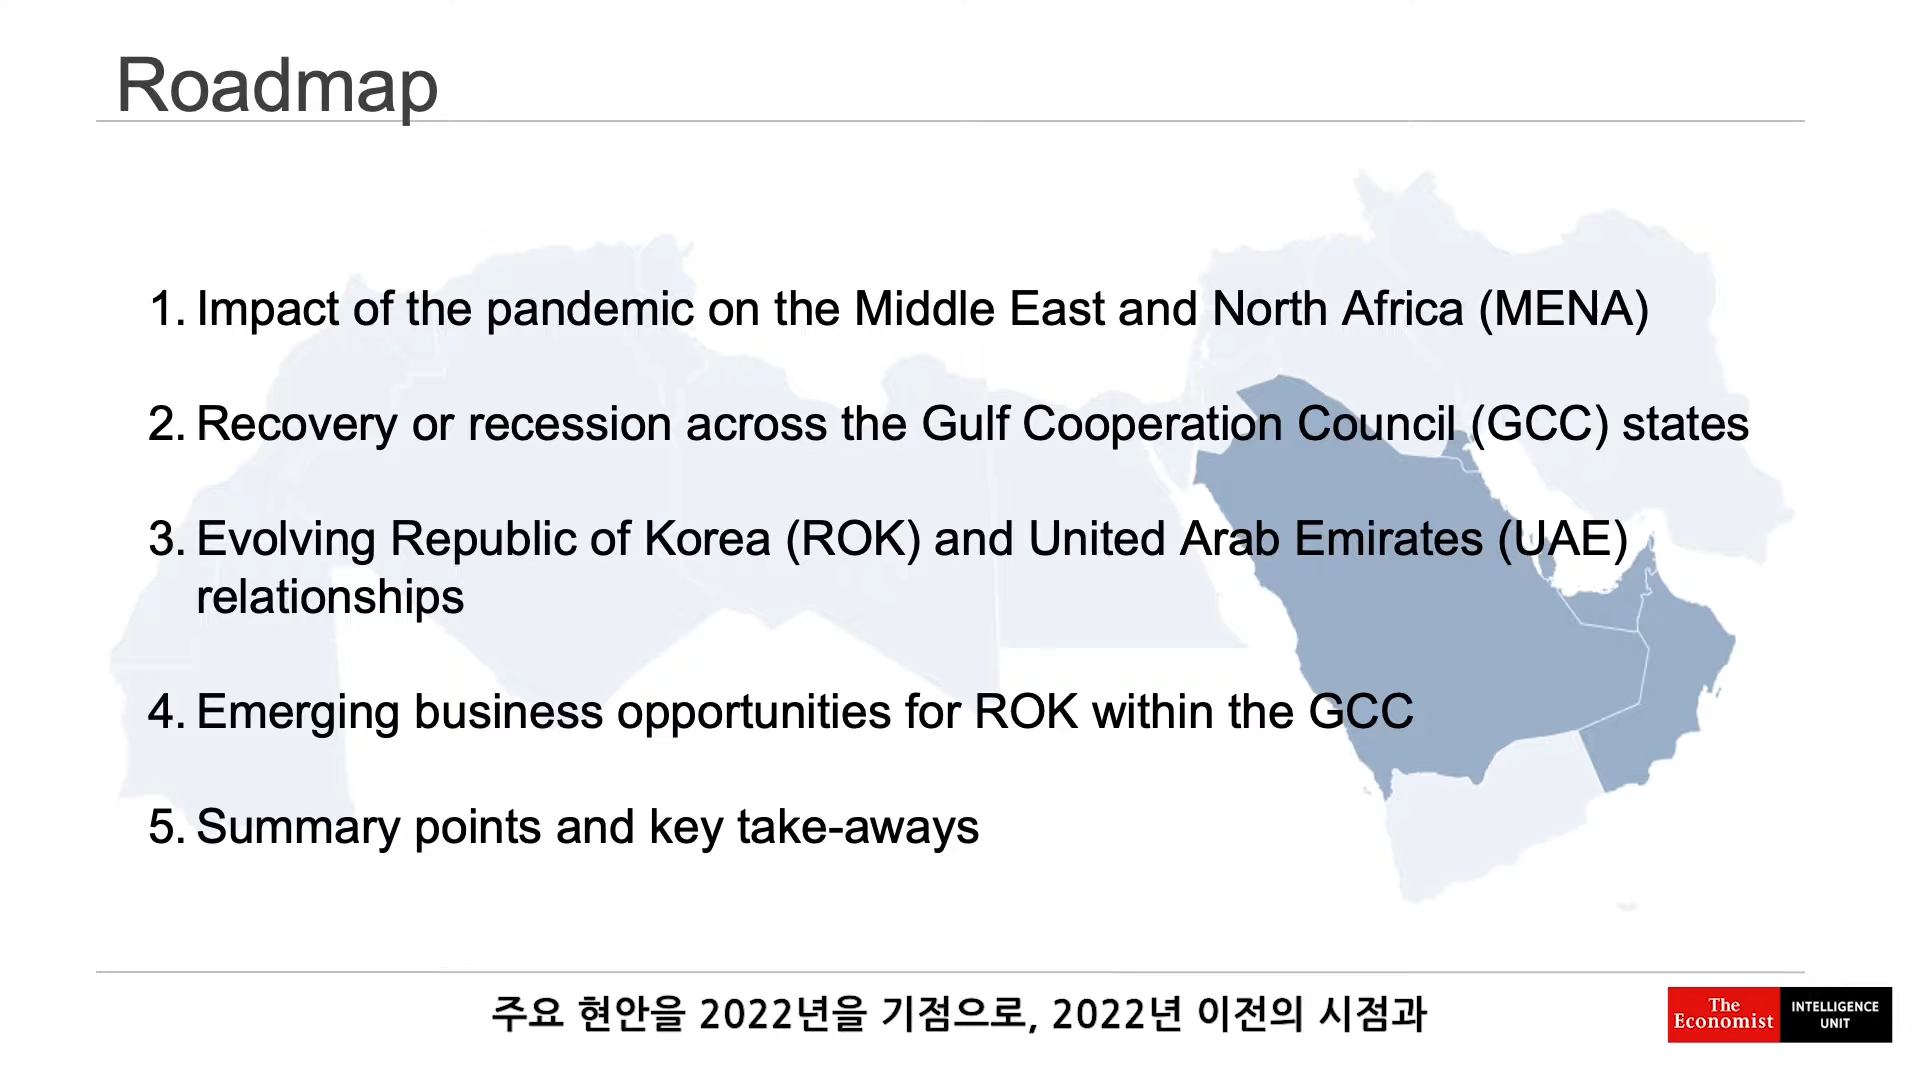 Roadmap
1. Impact of the pandemic on the Middle East and North Africa (MENA)
2. Recovery or recession across the Gulf Cooperation Council (GCC) states
3. Evolving Republic of Korea (ROK) and United Arab Emirates (UAE)
relationships
4. Emerging business opportunities for ROK within the GCC
5. Summary points and key take-aways
주요 현안을 2022년을 기점으로, 2022년 이전의 시점과
The
Economist
INTELLIGENCE
UNIT